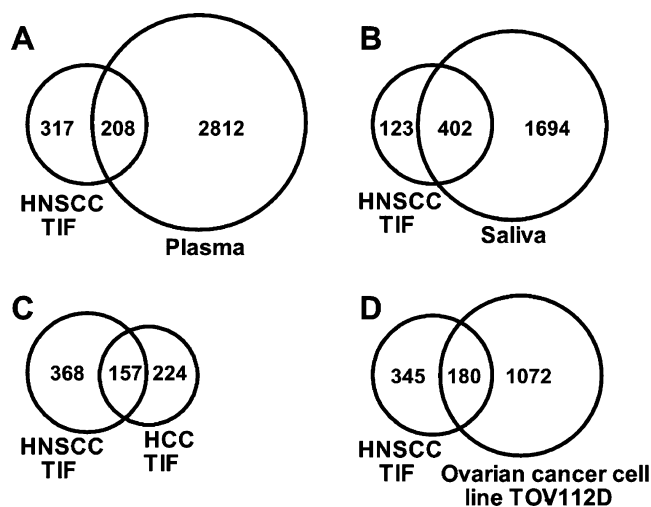 A
317 208 2812
HNSCC
TIF
Plasma
B
123 402 1694
HNSCC
TIF
Saliva
C
368 157 224
HNSCC
TIF
HCC
TIF
D
345 180 1072
HNSCC
TIF
Ovarian cancer cell
line TOV112D